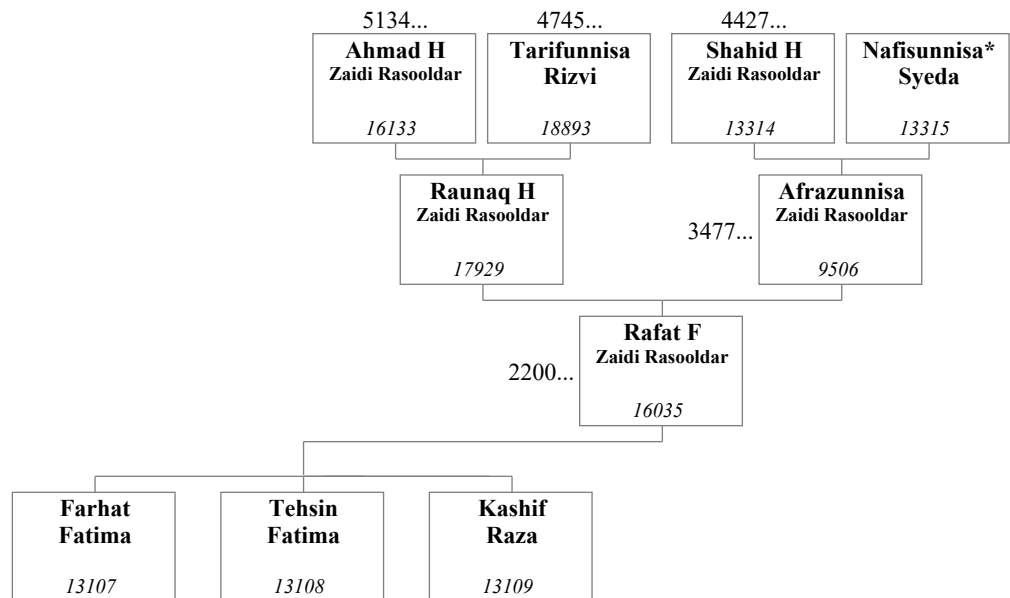 5134...
4745...
4427...
Ahmad H
Zaidi Rasooldar
16133
Tarifunnisa
Rizvi
18893
Shahid H
Zaidi Rasooldar
13314
Nafisunnisa*
Syeda
13315
Raunaq H
Zaidi Rasooldar
17929
3477...
Afrazunnisa
Zaidi Rasooldar
9506
2200...
Rafat F
Zaidi Rasooldar
16035
Farhat
Fatima
13107
Tehsin
Fatima
13108
Kashif
Raza
13109